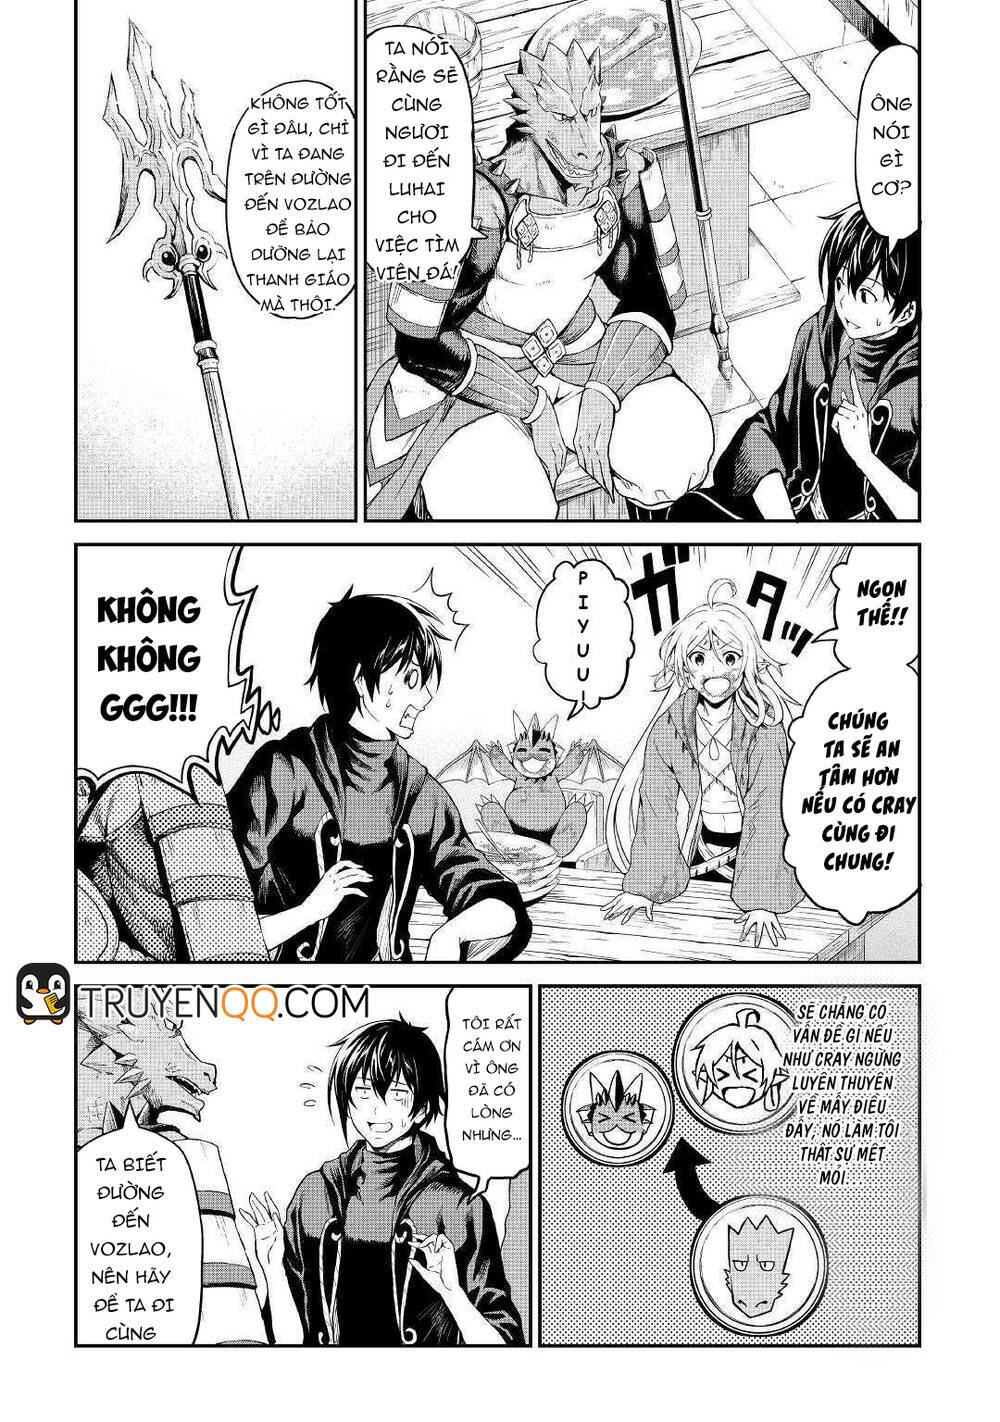 ÔNG
NÓI
GÌ
CƠ?
TA NÓI
RẰNG SẼ
CÙNG
NGƯƠI
ĐI ĐẾN
LUHAI
CHO
VIỆC TÌM
VIÊN ĐÁ!
KHÔNG TỐT
GÌ ĐÂU, CHỈ
VÌ TA ĐANG
TRÊN ĐƯỜNG
ĐẾN VOZLAO
ĐỂ BẢO
DƯỠNG LẠI
THANH GIÁO
MÀ THÔI.
NGON
THẾ!!
CHÚNG
TA SẼ AN
TÂM HƠN
NẾU CÓ CRAY
CÙNG ĐI
CHUNG!
ガタッ
PIYUU!
KHÔNG
KHÔNG
GGG!!!
SẼ CHẲNG CÓ
VẤN ĐỀ GÌ NẾU
NHƯ CRAY NGỪNG
LUYÊN THUYÊN
VỀ MẤY ĐIỀU
ĐẤY, NÓ LÀM TÔI
THẬT SỰ MỆT
MỎI...
TÔI RẤT
CẢM ƠN
VÌ ÔNG
ĐÃ CÓ
LÒNG
NHƯNG...
TA BIẾT
ĐƯỜNG
ĐẾN
VOZLAO,
NÊN HÃY
ĐỂ TA ĐI
CÙNG
TRUYENQQ.COM